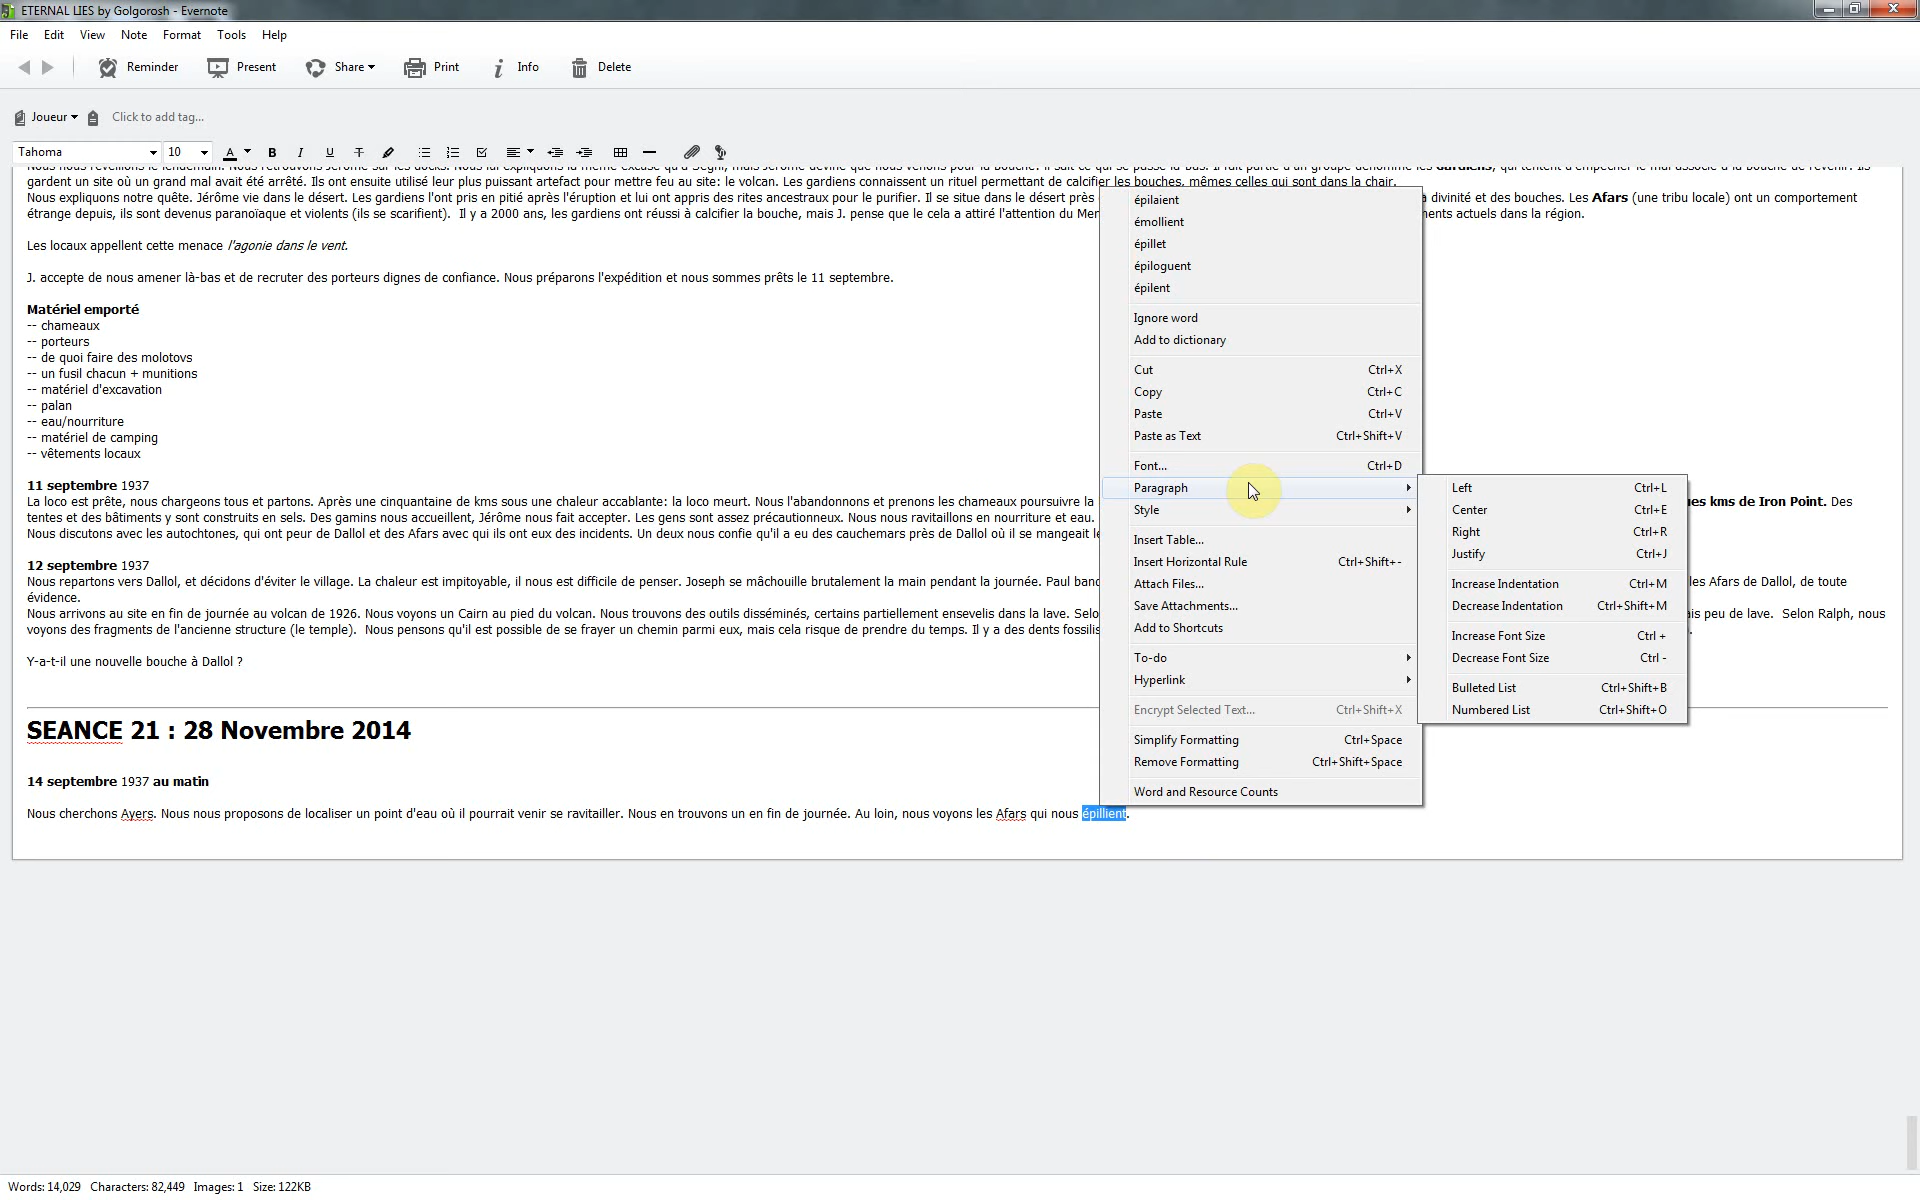 ETERNAL LIES by Golgorosh - Evernote
File Edit View Note Format Tools Help
Reminder Present Share Print Info Delete
Joueur Click to add tag...
Tahoma 10 A B I U T
gardent un site où un grand mal avait été arrêté. Ils ont ensuite utilisé leur plus puissant artefact pour mettre feu au site: le volcan. Les gardiens connaissent un rituel permettant de calcifier les bouches, mêmes celles qui sont dans la chair.
Nous expliquons notre quête. Jérôme vie dans le désert. Les gardiens l'ont pris en pitié après l'éruption et lui ont appris des rites ancestraux pour le purifier. Il se situe dans le désert près
divinité et des bouches. Les Afars (une tribu locale) ont un comportement
étrange depuis, ils sont devenus paranoïaque et violents (ils se scarifient). Il y a 2000 ans, les gardiens ont réussi à calcifier la bouche, mais J. pense que le cela a attiré l'attention du
actuels dans la région.
Les locaux appellent cette menace l'agonie dans le vent.
J. accepte de nous amener là-bas et de recruter des porteurs dignes de confiance. Nous préparons l'expédition et nous sommes prêts le 11 septembre.
Matériel emporté
-- chameaux
-- porteurs
-- de quoi faire des molotovs
-- un fusil chacun + munitions
-- matériel d'excavation
-- palan
-- eau/nourriture
-- matériel de camping
-- vêtements locaux
11 septembre 1937
La loco est prête, nous chargeons tous et partons. Après une cinquantaine de kms sous une chaleur accablante: la loco meurt. Nous l'abandonnons et prenons les chameaux poursuivre la
ues kms de Iron Point. Des
tentes et des bâtiments y sont construits en sels. Des gamins nous accueillent, Jérôme nous fait accepter. Les gens sont assez précautionneux. Nous nous ravitaillons en nourriture et eau.
Nous discutons avec les autochtones, qui ont peur de Dallol et des Afars avec qui ils ont eux des incidents. Un deux nous confie qu'il a eu des cauchemars près de Dallol où il se mangeait
12 septembre 1937
Nous repartons vers Dallol, et décidons d'éviter le village. La chaleur est impitoyable, il nous est difficile de penser. Joseph se mâchouille brutalement la main pendant la journée. Paul
les Afars de Dallol, de toute
évidence.
Nous arrivons au site en fin de journée au volcan de 1926. Nous voyons un Cairn au pied du volcan. Nous trouvons des outils disséminés, certains partiellement ensevelis dans la lave. Selo
ais peu de lave. Selon Ralph, nous
voyons des fragments de l'ancienne structure (le temple). Nous pensons qu'il est possible de se frayer un chemin parmi eux, mais cela risque de prendre du temps. Il y a des dents fossilis
Y-a-t-il une nouvelle bouche à Dallol ?
SEANCE 21 : 28 Novembre 2014
14 septembre 1937 au matin
Nous cherchons Ayers. Nous nous proposons de localiser un point d'eau où il pourrait venir se ravitailler. Nous en trouvons un en fin de journée. Au loin, nous voyons les Afars qui nous épillient.
épilaient
émollient
épillet
épiloguent
épilent
Ignore word
Add to dictionary
Cut Ctrl+X
Copy Ctrl+C
Paste Ctrl+V
Paste as Text Ctrl+Shift+V
Font... Ctrl+D
Paragraph
Style
Insert Table...
Insert Horizontal Rule Ctrl+Shift+-
Attach Files...
Save Attachments...
Add to Shortcuts
To-do
Hyperlink
Encrypt Selected Text... Ctrl+Shift+X
Simplify Formatting Ctrl+Space
Remove Formatting Ctrl+Shift+Space
Word and Resource Counts
Left Ctrl+L
Center Ctrl+E
Right Ctrl+R
Justify Ctrl+J
Increase Indentation Ctrl+M
Decrease Indentation Ctrl+Shift+M
Increase Font Size Ctrl +
Decrease Font Size Ctrl -
Bulleted List Ctrl+Shift+B
Numbered List Ctrl+Shift+O
Words: 14,029 Characters: 82,449 Images: 1 Size: 122KB